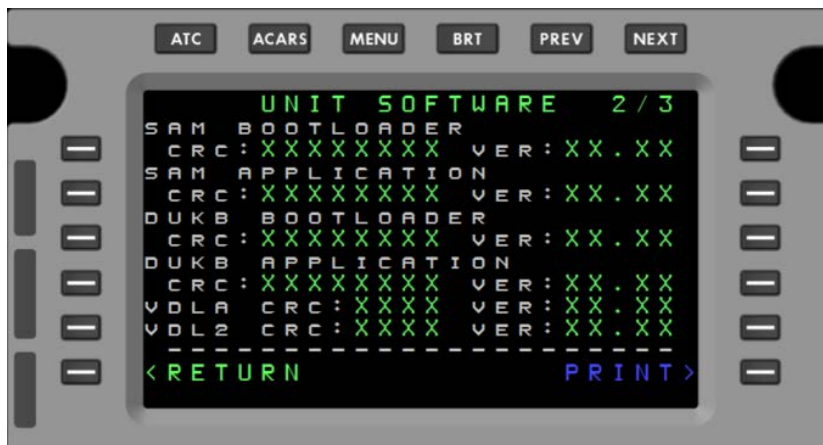 ATC ACARS MENU BRT PREV NEXT
UNIT SOFTWARE 2/3
SAM BOOTLOADER
CRC:XXXXXXXX VER:XX.XX
SAM APPLICATION
CRC:XXXXXXXX VER:XX.XX
DUKB BOOTLOADER
CRC:XXXXXXXX VER:XX.XX
DUKB APPLICATION
CRC:XXXXXXXX VER:XX.XX
VDLA CRC:XXXX VER:XX.XX
VDL2 CRC:XXXX VER:XX.XX
------------------------
<RETURN PRINT>